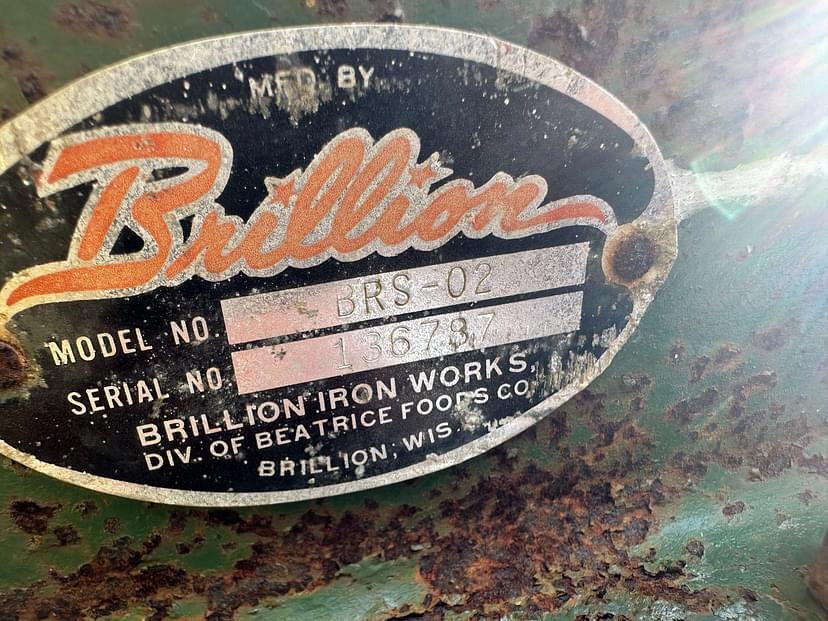 MFD. BY
Brillion
MODEL NO. BRS-02
SERIAL NO. 136787
BRILLION IRON WORKS,
DIV. OF BEATRICE FOODS CO.
BRILLION, WIS.